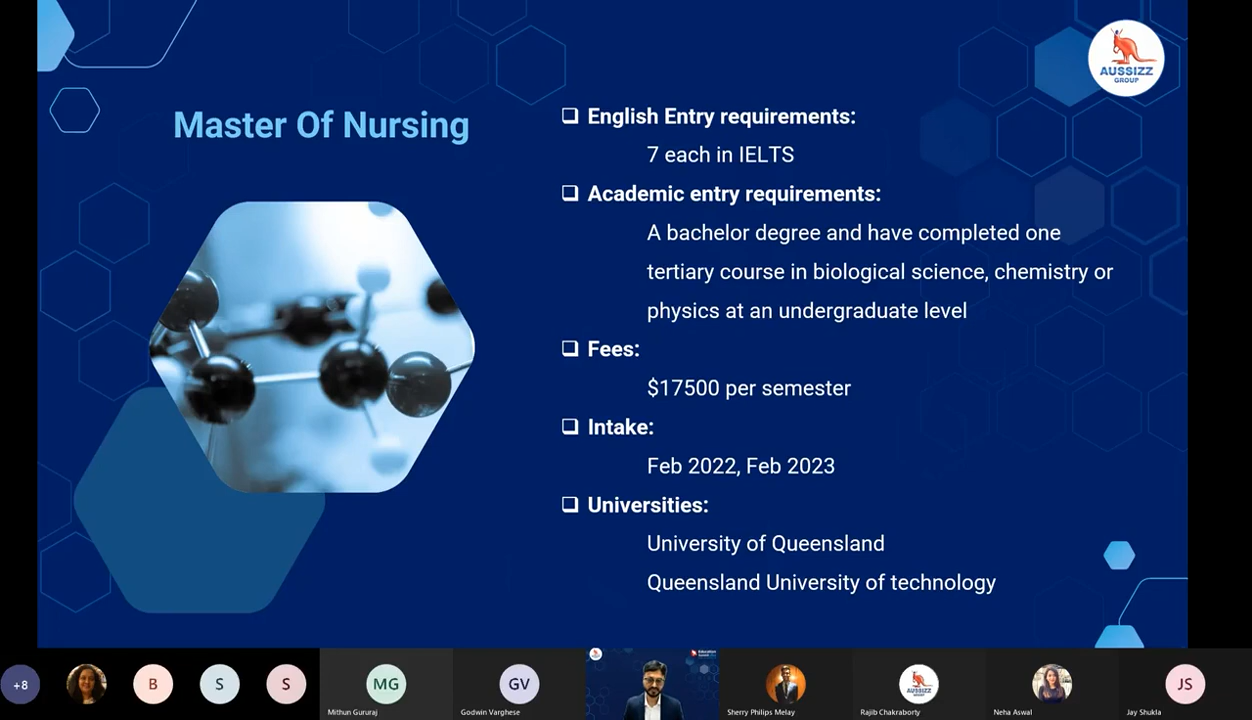 AUSSIZZ
GROUP
Master Of Nursing
English Entry requirements:
7 each in IELTS
Academic entry requirements:
A bachelor degree and have completed one
tertiary course in biological science, chemistry or
physics at an undergraduate level
Fees:
$17500 per semester
Intake:
Feb 2022, Feb 2023
Universities:
University of Queensland
Queensland University of technology
+8
B
S
S
MG
Mithun Gururaj
GV
Godwin Varghese
Sherry Philips Melay
AUSSIZZ
Rajib Chakraborty
Neha Aswal
JS
Jay Shukla